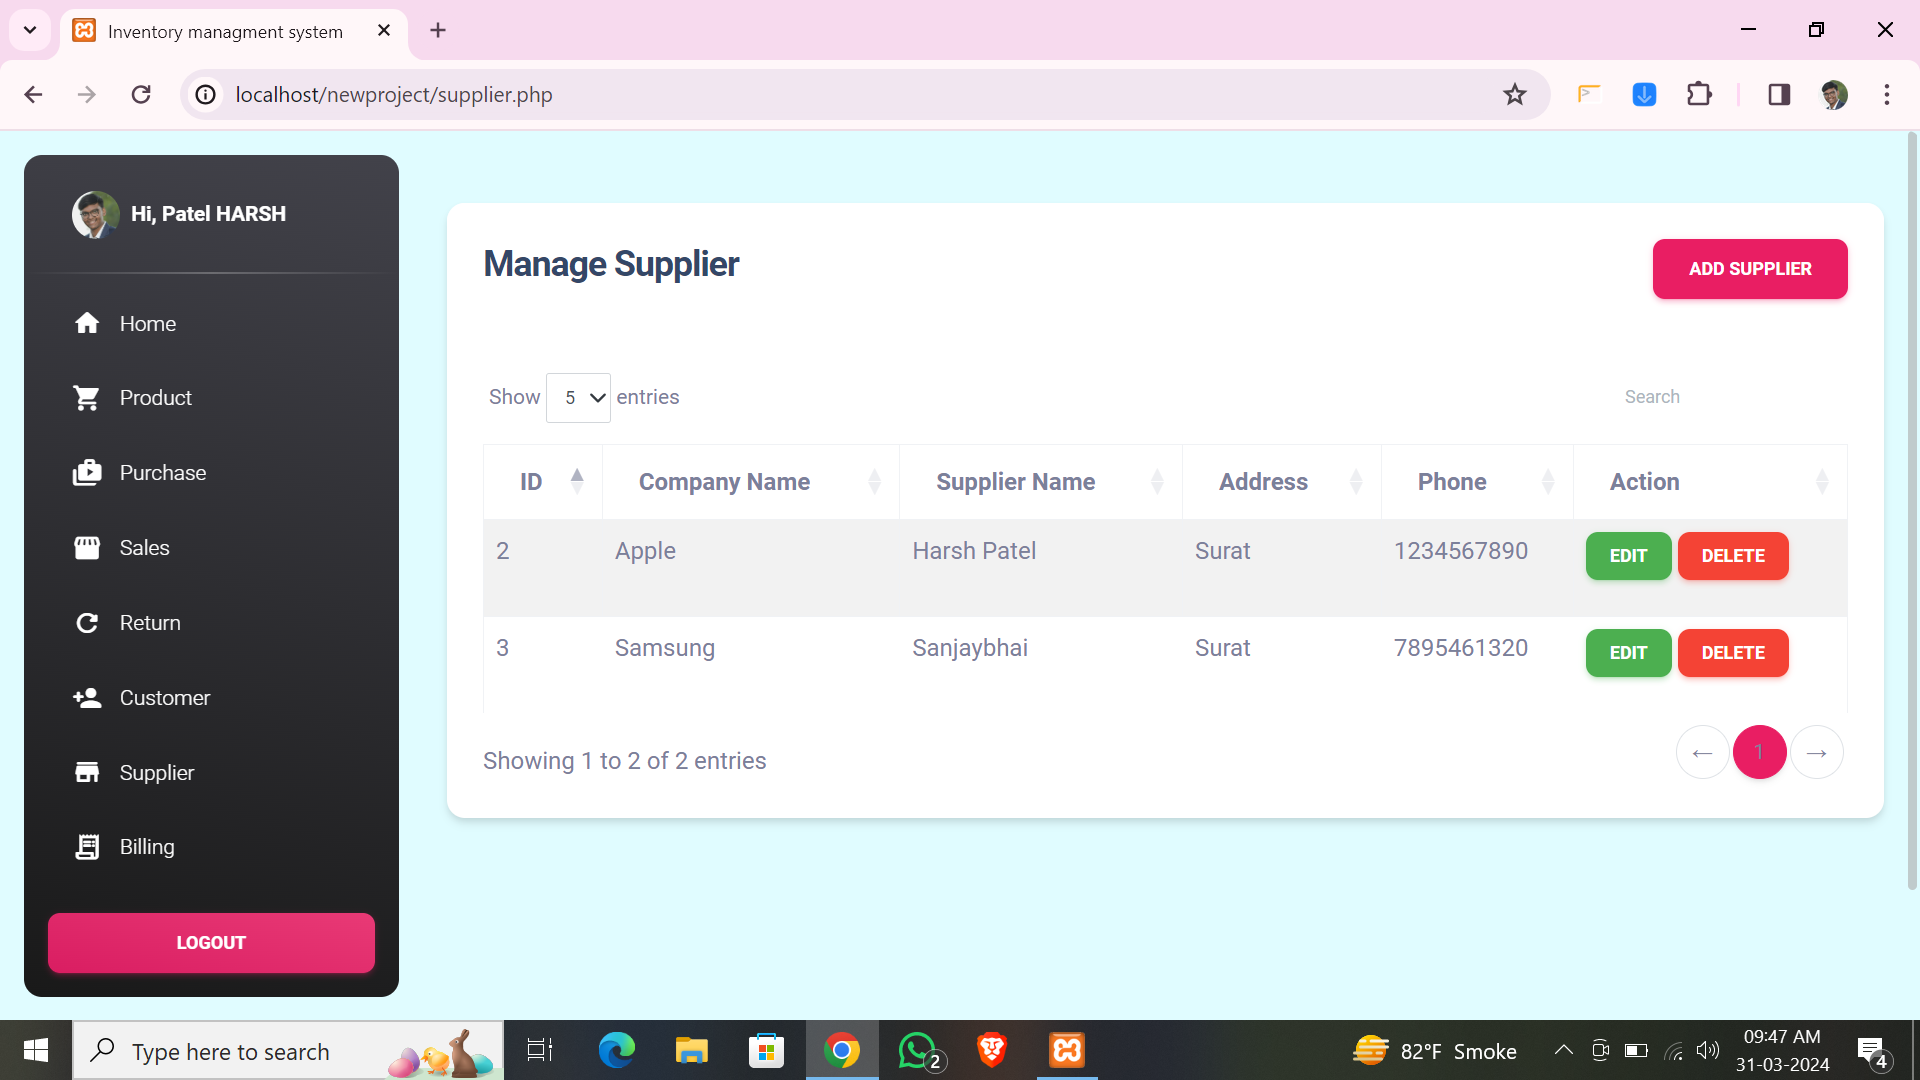 Inventory managment system
localhost/newproject/supplier.php
Hi, Patel HARSH
Home
Product
Purchase
Sales
Return
Customer
Supplier
Billing
LOGOUT
Manage Supplier
ADD SUPPLIER
Show 5 entries
Search
ID Company Name Supplier Name Address Phone Action
2 Apple Harsh Patel Surat 1234567890 EDIT DELETE
3 Samsung Sanjaybhai Surat 7895461320 EDIT DELETE
Showing 1 to 2 of 2 entries
← 1 →
Type here to search
2
82°F Smoke
09:47 AM
31-03-2024
4